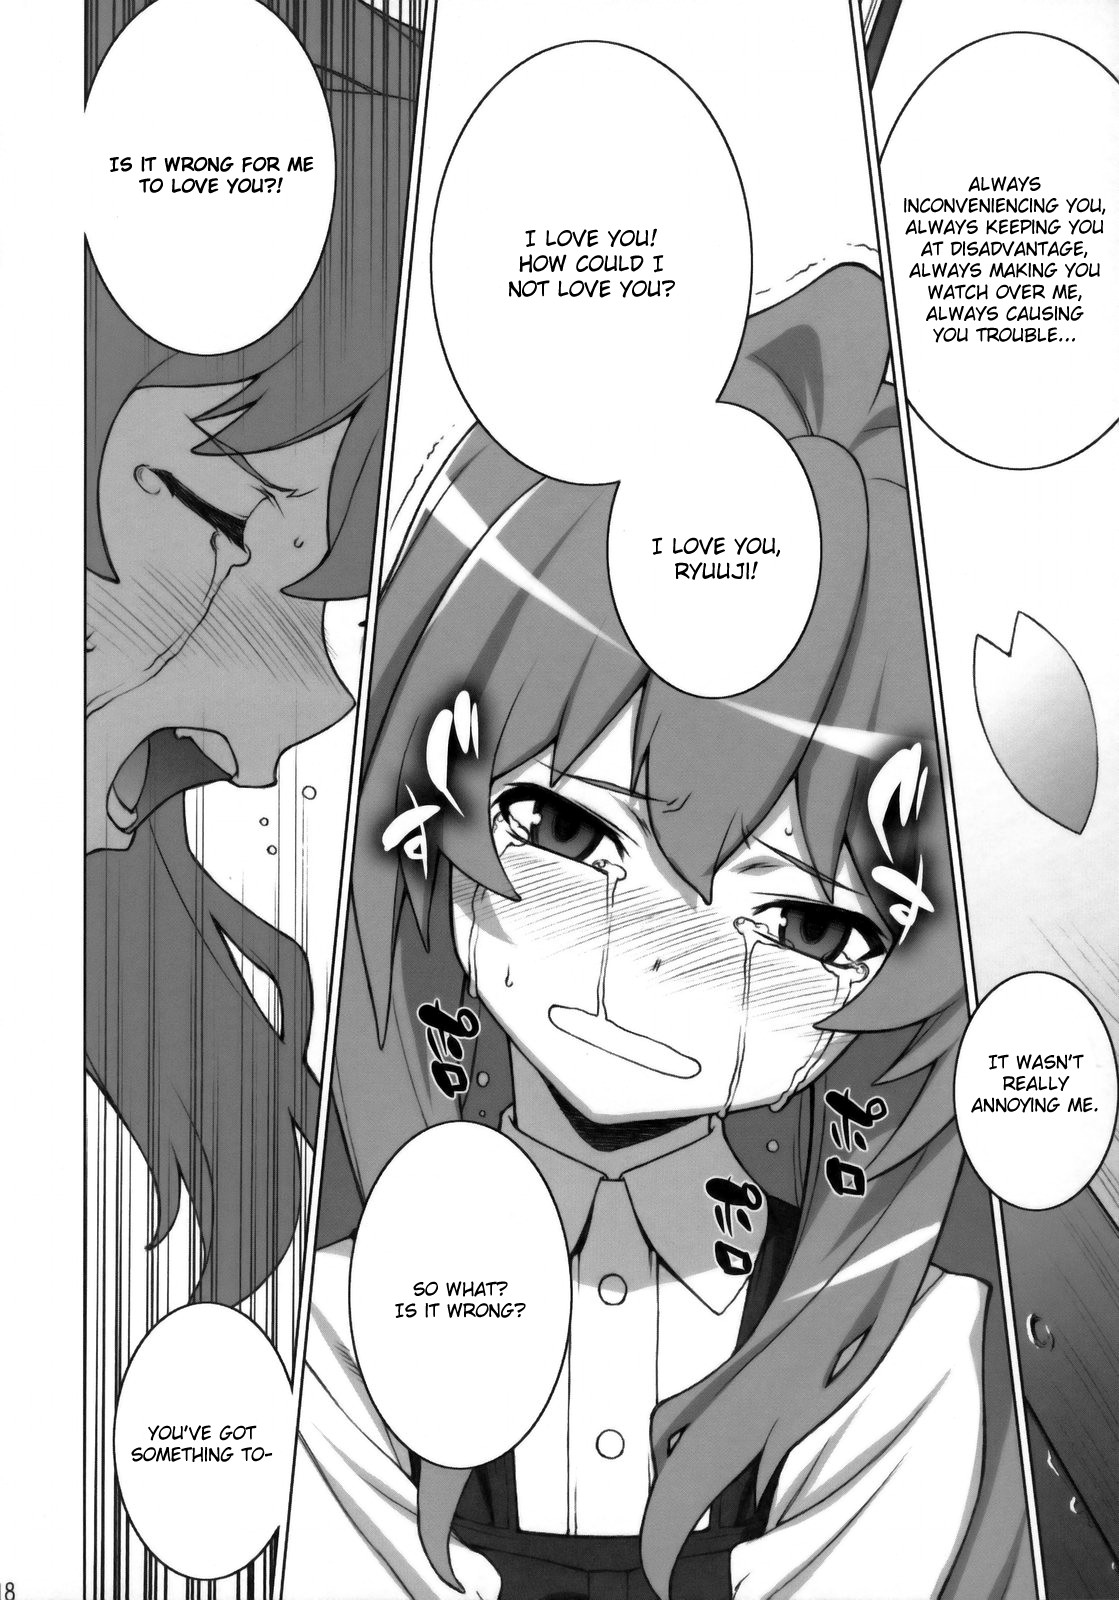 ALWAYS
INCONVENIENCING YOU,
ALWAYS KEEPING YOU
AT DISADVANTAGE,
ALWAYS MAKING YOU
WATCH OVER ME,
ALWAYS CAUSING
YOU TROUBLE...
IT WASN'T
REALLY
ANNOYING ME.
I LOVE YOU!
HOW COULD I
NOT LOVE YOU?
I LOVE YOU,
RYUUJI!
SO WHAT?
IS IT WRONG?
IS IT WRONG FOR ME
TO LOVE YOU?!
YOU'VE GOT
SOMETHING TO-
18